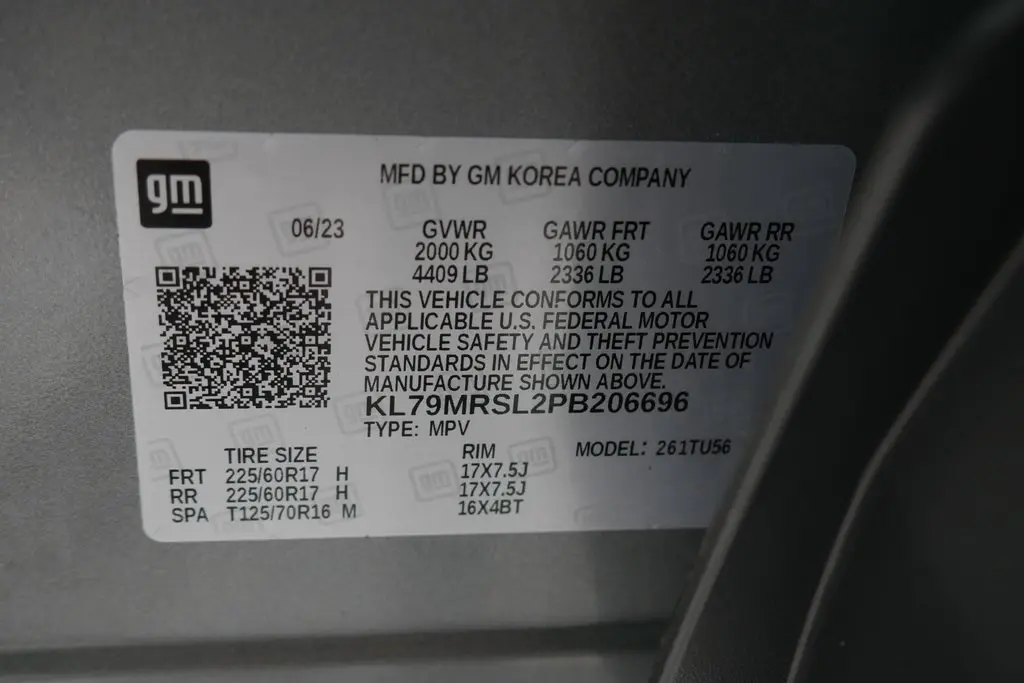 gm
MFD BY GM KOREA COMPANY
06/23 GVWR GAWR FRT GAWR RR
2000 KG 1060 KG 1060 KG
4409 LB 2336 LB 2336 LB
THIS VEHICLE CONFORMS TO ALL
APPLICABLE U.S. FEDERAL MOTOR
VEHICLE SAFETY AND THEFT PREVENTION
STANDARDS IN EFFECT ON THE DATE OF
MANUFACTURE SHOWN ABOVE.
KL79MRSL2PB206696
TYPE: MPV
TIRE SIZE RIM MODEL: 261TU56
FRT 225/60R17 H 17X7.5J
RR 225/60R17 H 17X7.5J
SPA T125/70R16 M 16X4BT